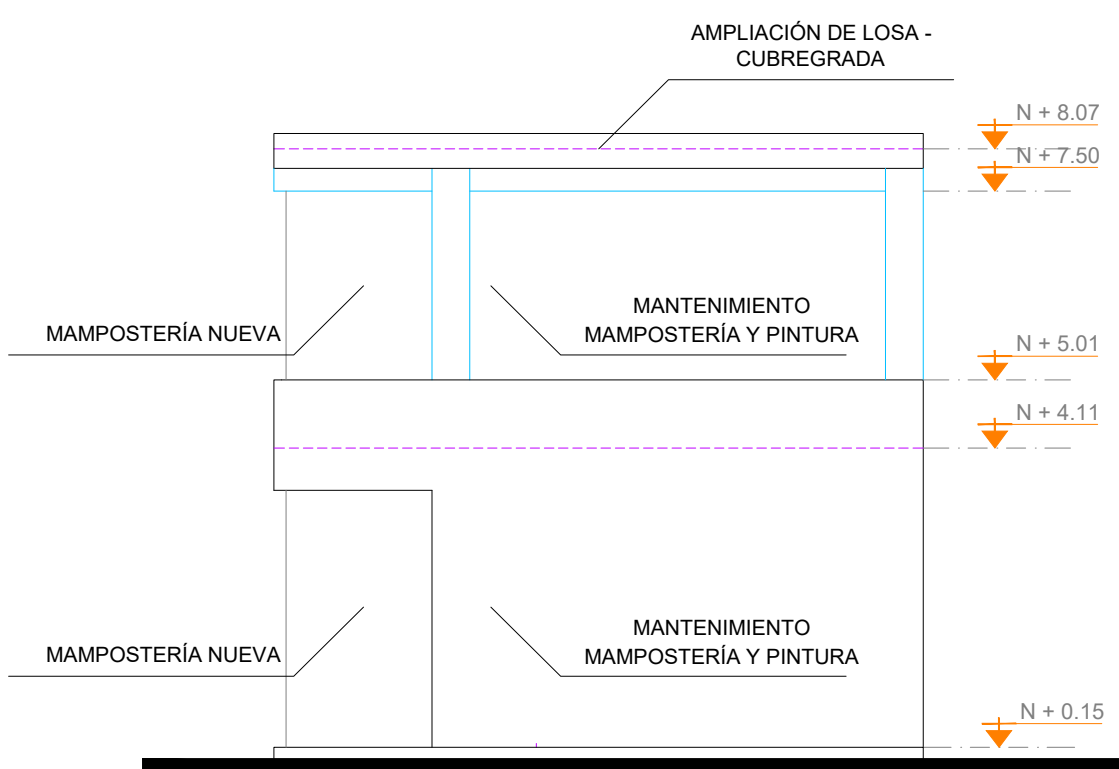 AMPLIACIÓN DE LOSA -
CUBREGRADA
N + 8.07
N + 7.50
MAMPOSTERÍA NUEVA
MANTENIMIENTO
MAMPOSTERÍA Y PINTURA
N + 5.01
N + 4.11
MAMPOSTERÍA NUEVA
MANTENIMIENTO
MAMPOSTERÍA Y PINTURA
N + 0.15